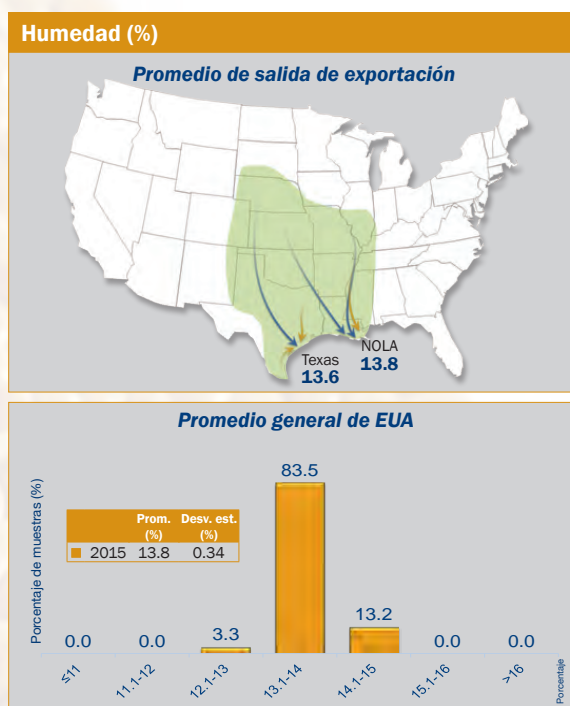 Humedad (%)
Promedio de salida de exportación
Texas
13.6
NOLA
13.8
Promedio general de EUA
Porcentaje de muestras (%)
Prom. Desv. est.
(%) (%)
2015 13.8 0.34
0.0 0.0 3.3 83.5 13.2 0.0 0.0
≤11 11.1-12 12.1-13 13.1-14 14.1-15 15.1-16 >16
Porcentaje